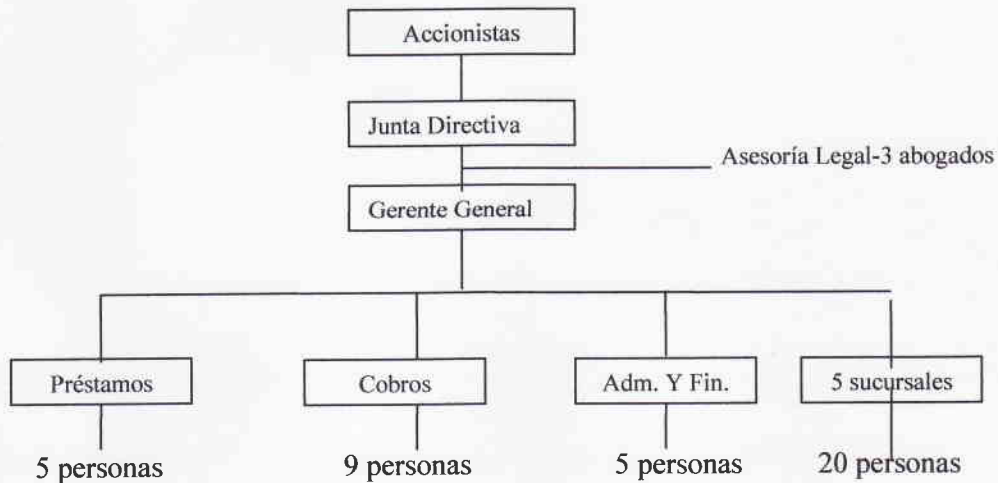 Accionistas
Junta Directiva
Asesoría Legal-3 abogados
Gerente General
Préstamos
Cobros
Adm. Y Fin.
5 sucursales
5 personas
9 personas
5 personas
20 personas